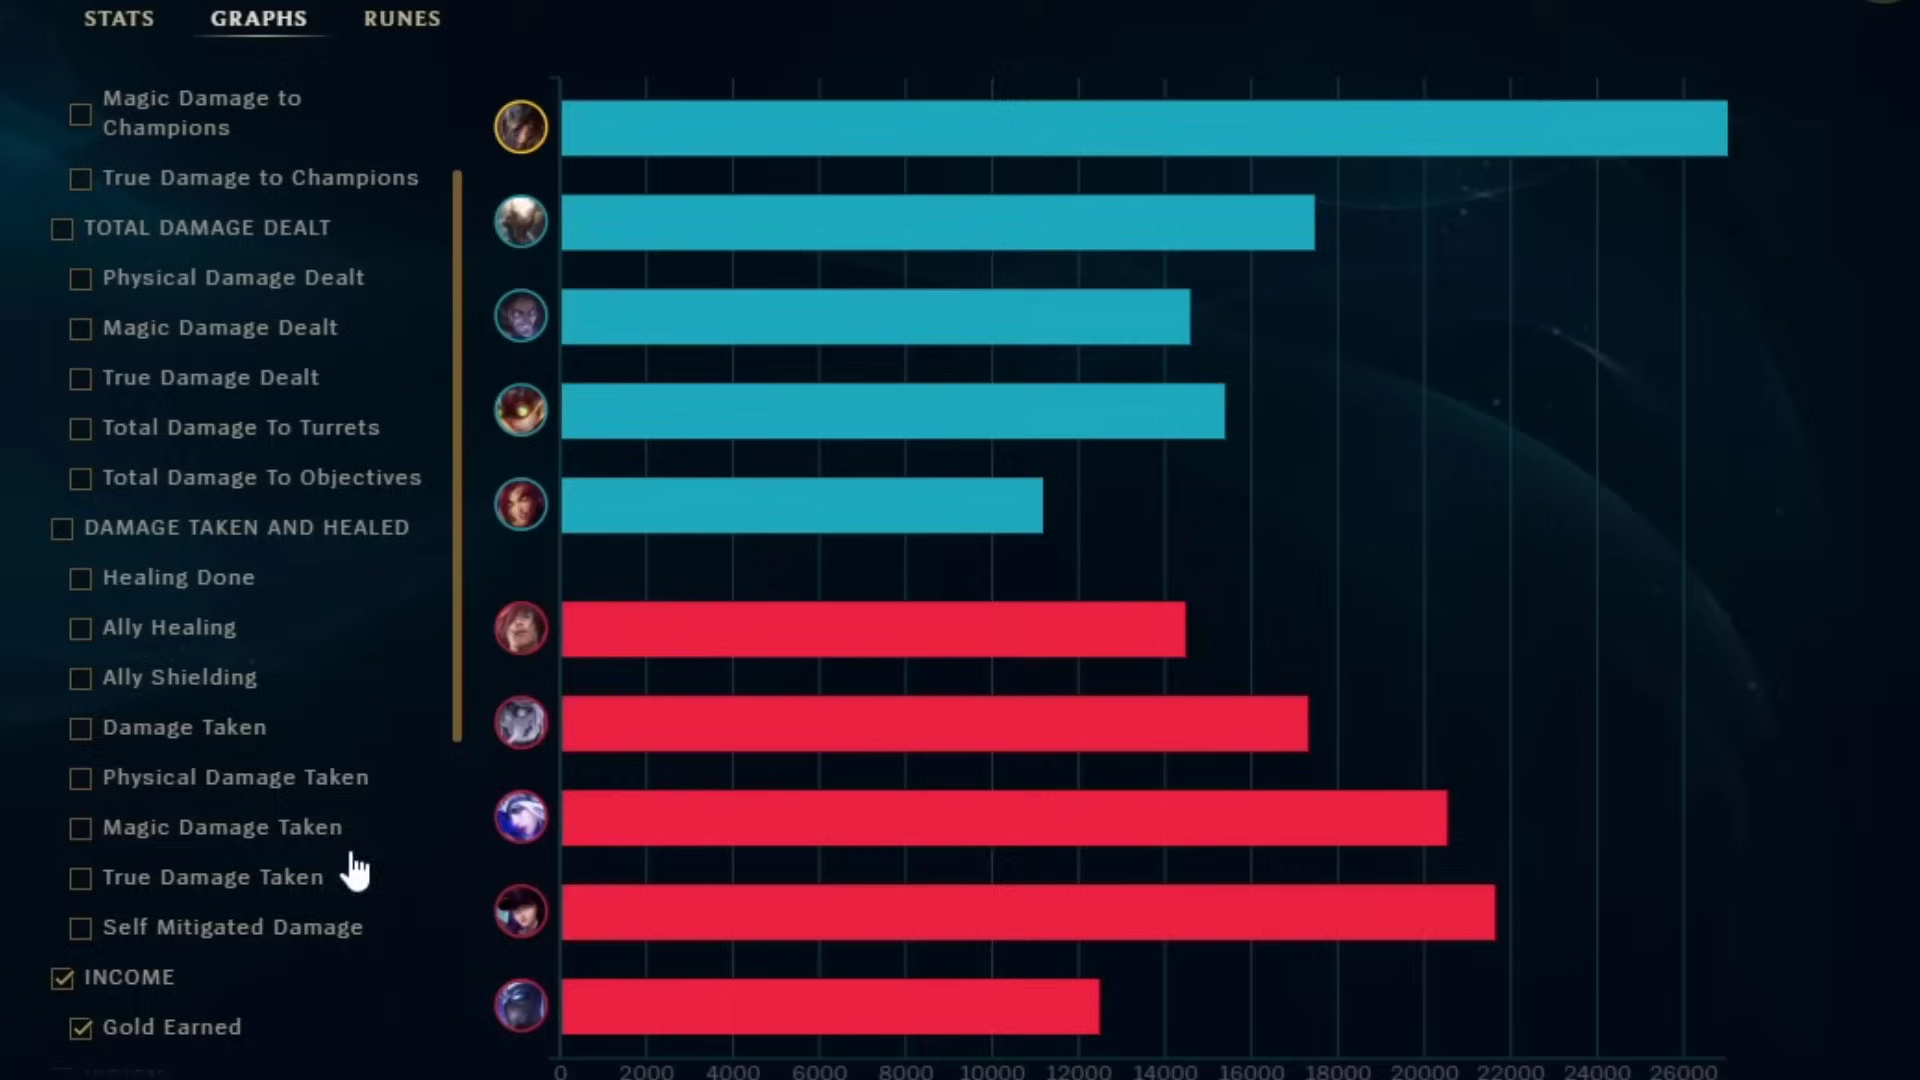 STATS
GRAPHS
RUNES
Magic Damage to
Champions
True Damage to Champions
TOTAL DAMAGE DEALT
Physical Damage Dealt
Magic Damage Dealt
True Damage Dealt
Total Damage To Turrets
Total Damage To Objectives
DAMAGE TAKEN AND HEALED
Healing Done
Ally Healing
Ally Shielding
Damage Taken
Physical Damage Taken
Magic Damage Taken
True Damage Taken
Self Mitigated Damage
INCOME
Gold Earned
0 2000 4000 6000 8000 10000 12000 14000 16000 18000 20000 22000 24000 26000